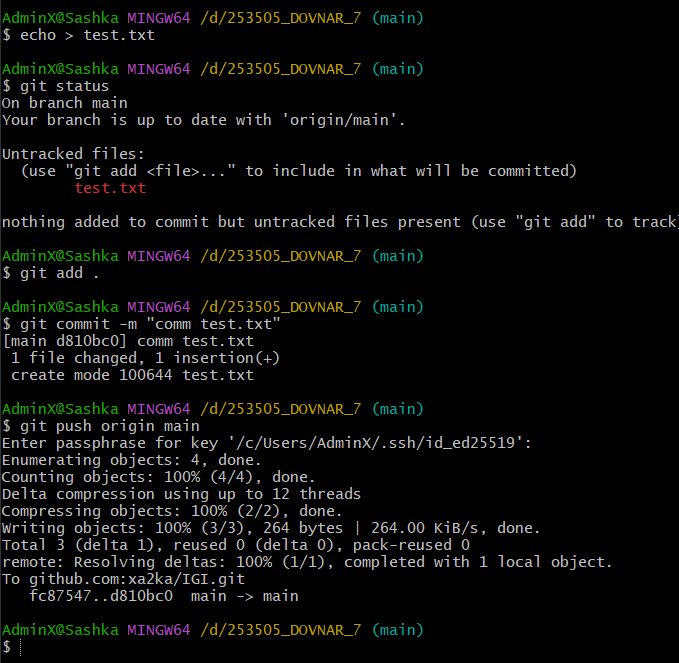 AdminX@Sashka MINGW64 /d/253505_DOVNAR_7 (main)
$ echo > test.txt
AdminX@Sashka MINGW64 /d/253505_DOVNAR_7 (main)
$ git status
On branch main
Your branch is up to date with 'origin/main'.
Untracked files:
  (use "git add <file>..." to include in what will be committed)
        test.txt
nothing added to commit but untracked files present (use "git add" to track)
AdminX@Sashka MINGW64 /d/253505_DOVNAR_7 (main)
$ git add .
AdminX@Sashka MINGW64 /d/253505_DOVNAR_7 (main)
$ git commit -m "comm test.txt"
[main d810bc0] comm test.txt
 1 file changed, 1 insertion(+)
 create mode 100644 test.txt
AdminX@Sashka MINGW64 /d/253505_DOVNAR_7 (main)
$ git push origin main
Enter passphrase for key '/c/Users/AdminX/.ssh/id_ed25519':
Enumerating objects: 4, done.
Counting objects: 100% (4/4), done.
Delta compression using up to 12 threads
Compressing objects: 100% (2/2), done.
Writing objects: 100% (3/3), 264 bytes | 264.00 KiB/s, done.
Total 3 (delta 1), reused 0 (delta 0), pack-reused 0
remote: Resolving deltas: 100% (1/1), completed with 1 local object.
To github.com:xa2ka/IGI.git
   fc87547..d810bc0  main -> main
AdminX@Sashka MINGW64 /d/253505_DOVNAR_7 (main)
$